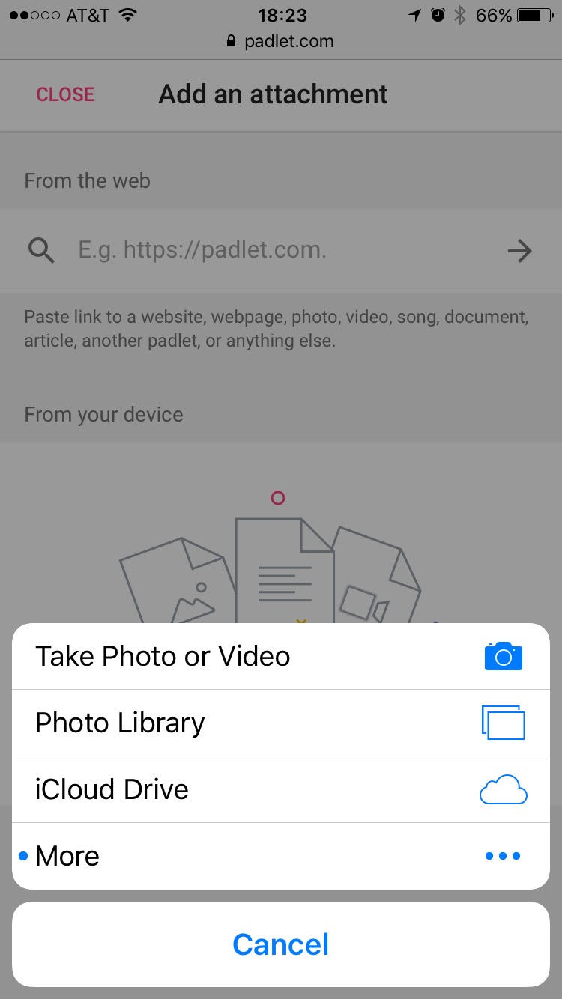 AT&T 18:23 66%
padlet.com
CLOSE Add an attachment
From the web
E.g. https://padlet.com.
Paste link to a website, webpage, photo, video, song, document,
article, another padlet, or anything else.
From your device
Take Photo or Video
Photo Library
iCloud Drive
More
Cancel